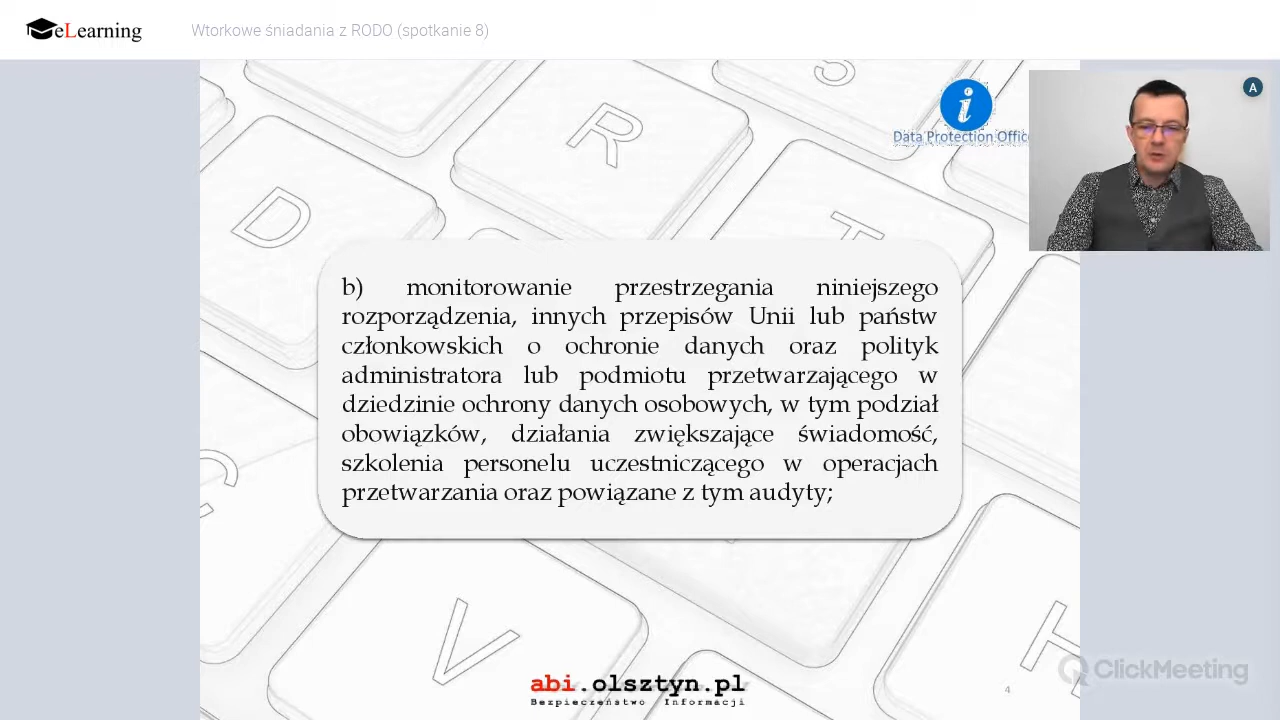 eLearning
Wtorkowe śniadania z RODO (spotkanie 8)
S
R
Data Protection
A
D
T
b) monitorowanie przestrzegania niniejszego
rozporządzenia, innych przepisów Unii lub państw
członkowskich o ochronie danych oraz polityk
administratora lub podmiotu przetwarzającego w
dziedzinie ochrony danych osobowych, w tym podział
obowiązków, działania zwiększające świadomość,
szkolenia personelu uczestniczącego w operacjach
przetwarzania oraz powiązane z tym audyty;
C
V
H
ClickMeeting
abi.olsztyn.pl
Bezpieczeństwo Informacji
4